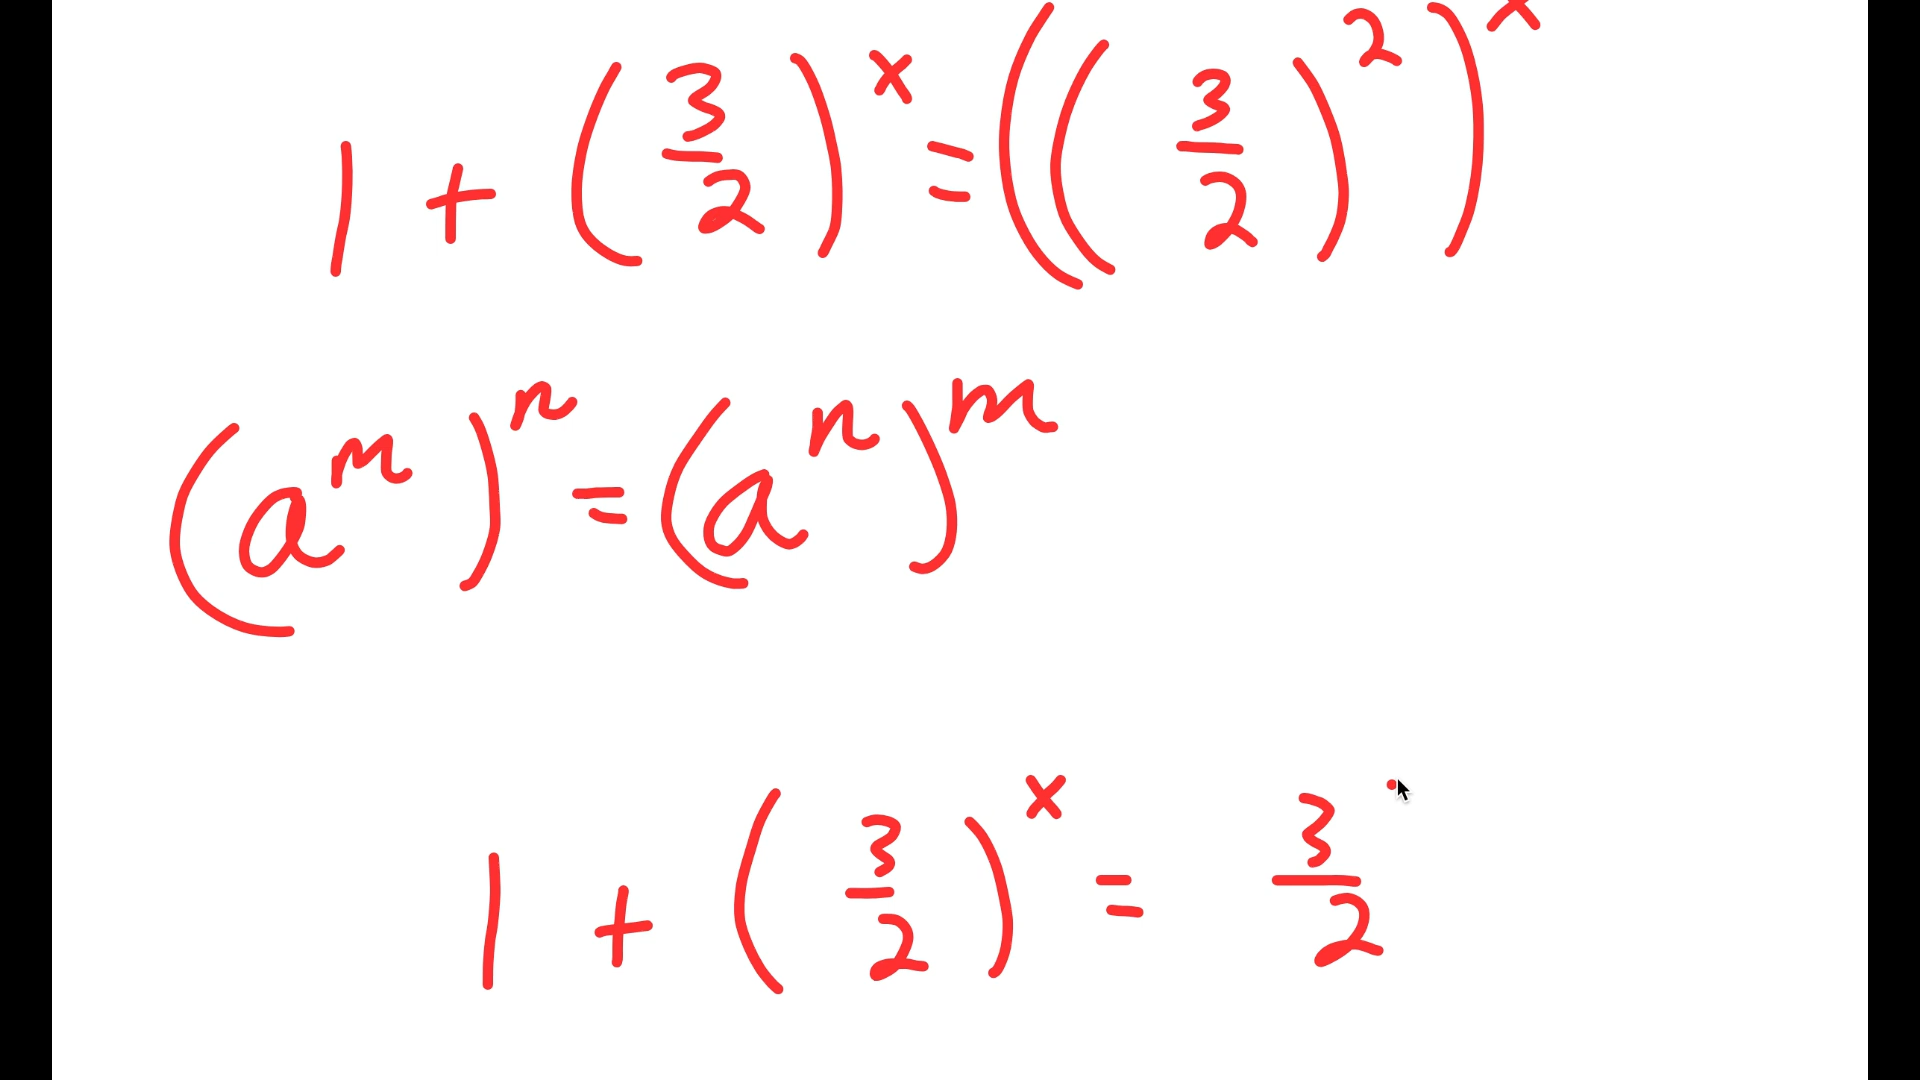 1 + (3/2)^x = ((3/2)^2)^x
(a^m)^n = (a^n)^m
1 + (3/2)^x = 3/2